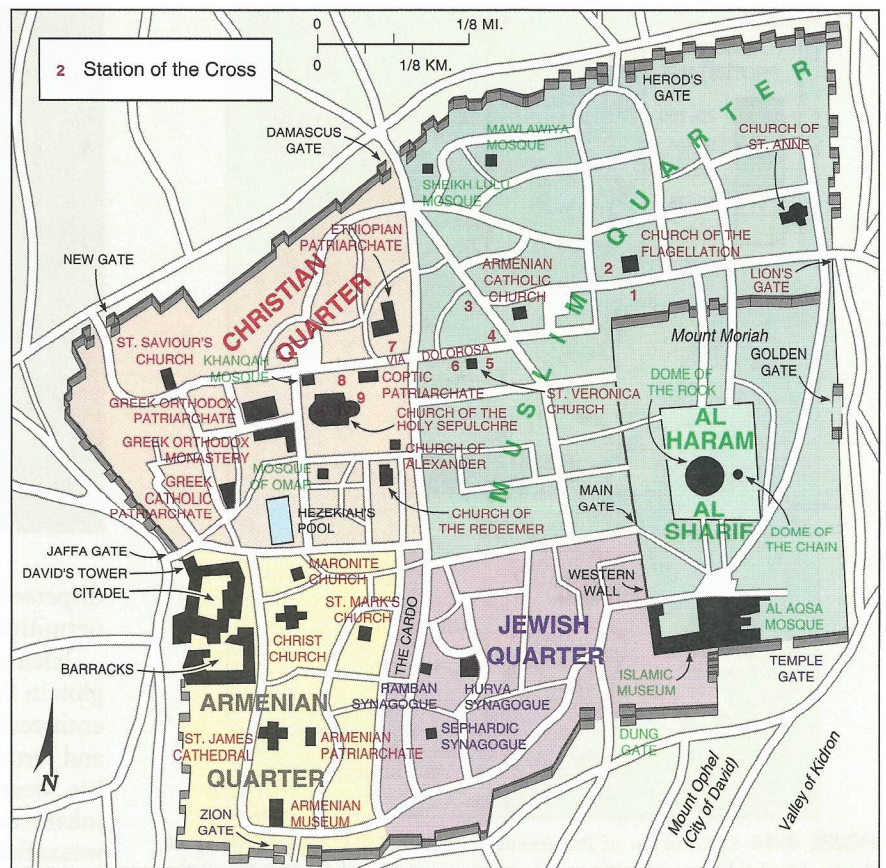 0
1/8 MI.
0
1/8 KM.
2 Station of the Cross
HEROD'S
GATE
MUSLIM QUARTER
DAMASCUS
GATE
MAWLAWIYA
MOSQUE
CHURCH OF
ST. ANNE
SHEIKH LULU
MOSQUE
ETHIOPIAN
PATRIARCHATE
CHURCH OF THE
FLAGELLATION
2
1
NEW GATE
CHRISTIAN
QUARTER
ARMENIAN
CATHOLIC
CHURCH
LION'S
GATE
3
4
Mount Moriah
ST. SAVIOUR'S
CHURCH
KHANQAH
MOSQUE
7
VIA DOLOROSA
6
5
GOLDEN
GATE
8
9
COPTIC
PATRIARCHATE
ST. VERONICA
CHURCH
DOME OF
THE ROCK
GREEK ORTHODOX
PATRIARCHATE
CHURCH OF THE
HOLY SEPULCHRE
AL
HARAM
AL
SHARIF
GREEK ORTHODOX
MONASTERY
CHURCH OF
ALEXANDER
MOSQUE
OF OMAR
GREEK
CATHOLIC
PATRIARCHATE
HEZEKIAH'S
POOL
CHURCH OF
THE REDEEMER
MAIN
GATE
DOME OF
THE CHAIN
JAFFA GATE
DAVID'S TOWER
CITADEL
MARONITE
CHURCH
WESTERN
WALL
ST. MARK'S
CHURCH
THE CARDO
JEWISH
QUARTER
AL AQSA
MOSQUE
CHRIST
CHURCH
BARRACKS
TEMPLE
GATE
ISLAMIC
MUSEUM
RAMBAN
SYNAGOGUE
HURVA
SYNAGOGUE
ARMENIAN
QUARTER
ST. JAMES
CATHEDRAL
ARMENIAN
PATRIARCHATE
SEPHARDIC
SYNAGOGUE
DUNG
GATE
N
ZION
GATE
ARMENIAN
MUSEUM
Mount Ophel
(City of David)
Valley of Kidron